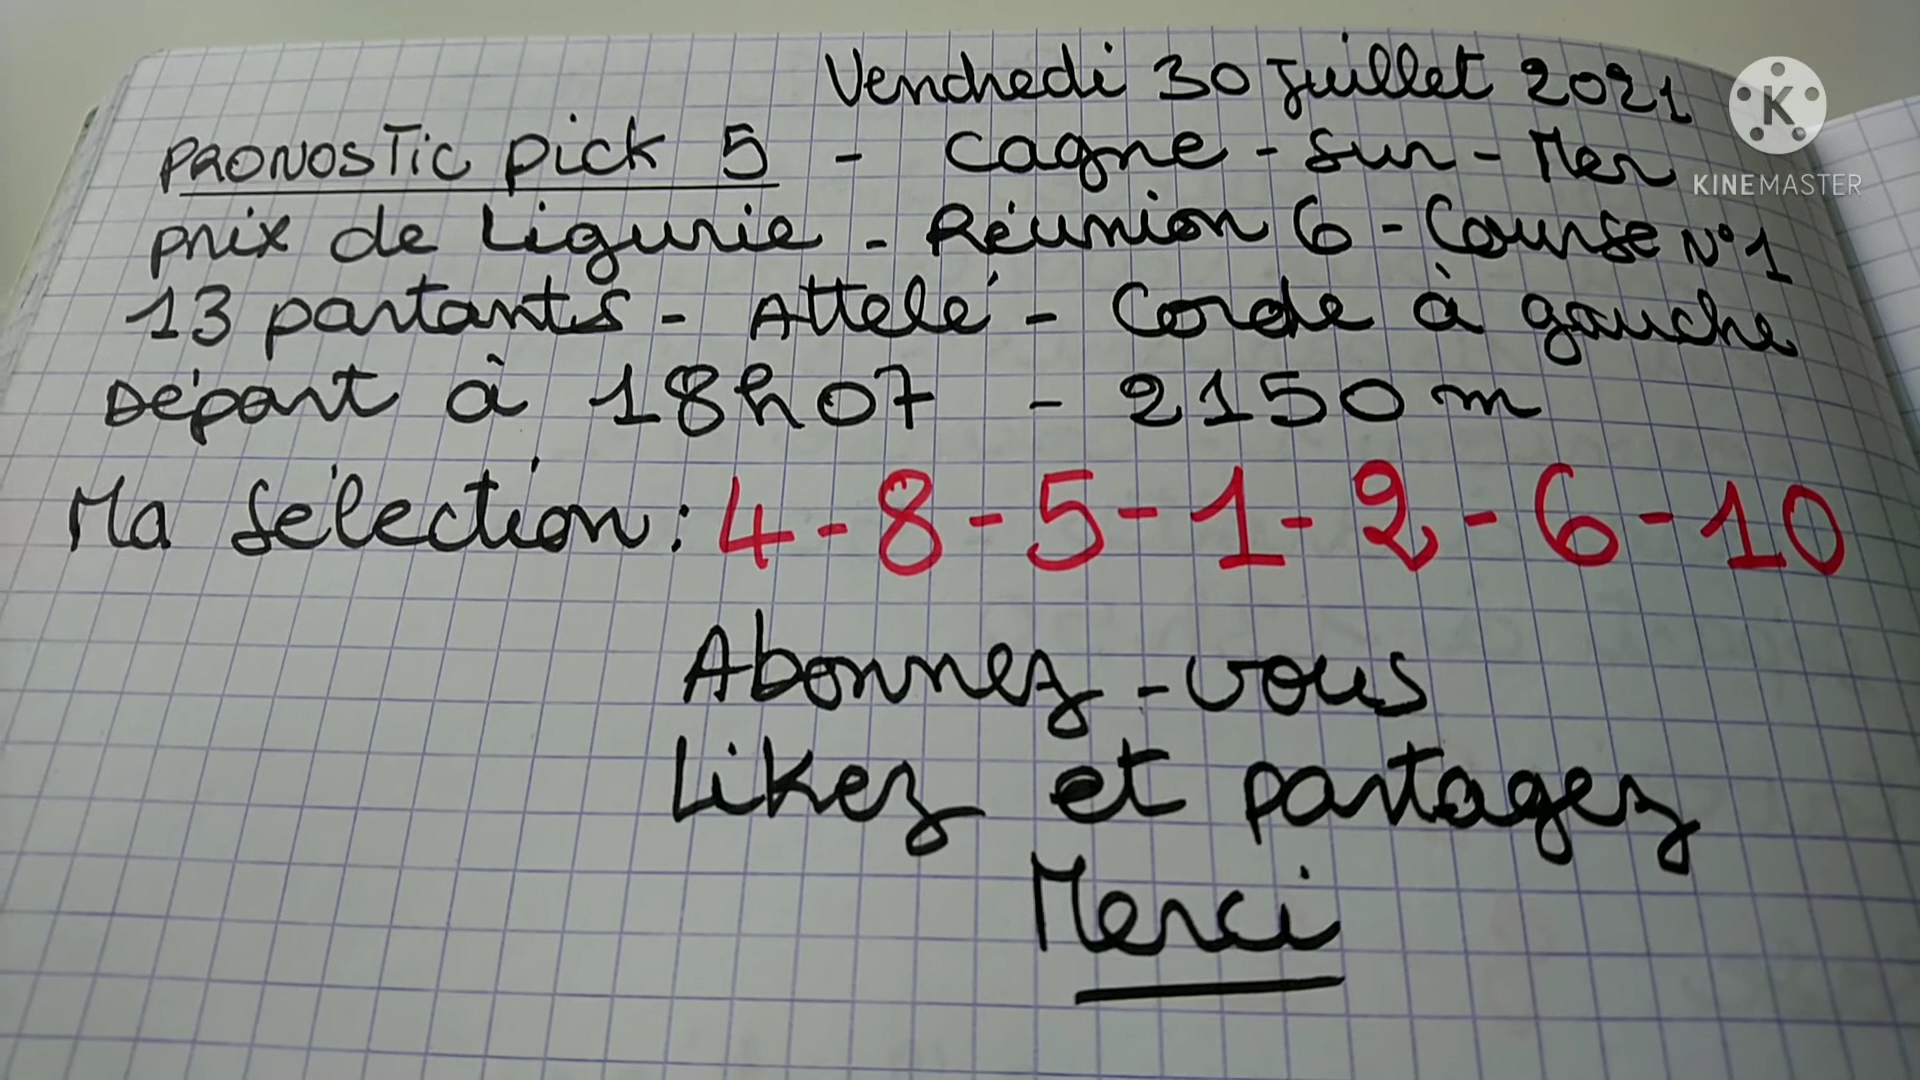 Vendredi 30 Juillet 2021
PRONOSTIC PICK 5 - Cagne-sur-Mer
prix de Ligurie - Réunion 6 - Course N°1
13 partants - Attelé - Corde à gauche
Départ à 18h07 - 2150m
Ma sélection : 4-8-5-1-2-6-10
Abonnez-vous
Likez et partagez
Merci
K
KINEMASTER